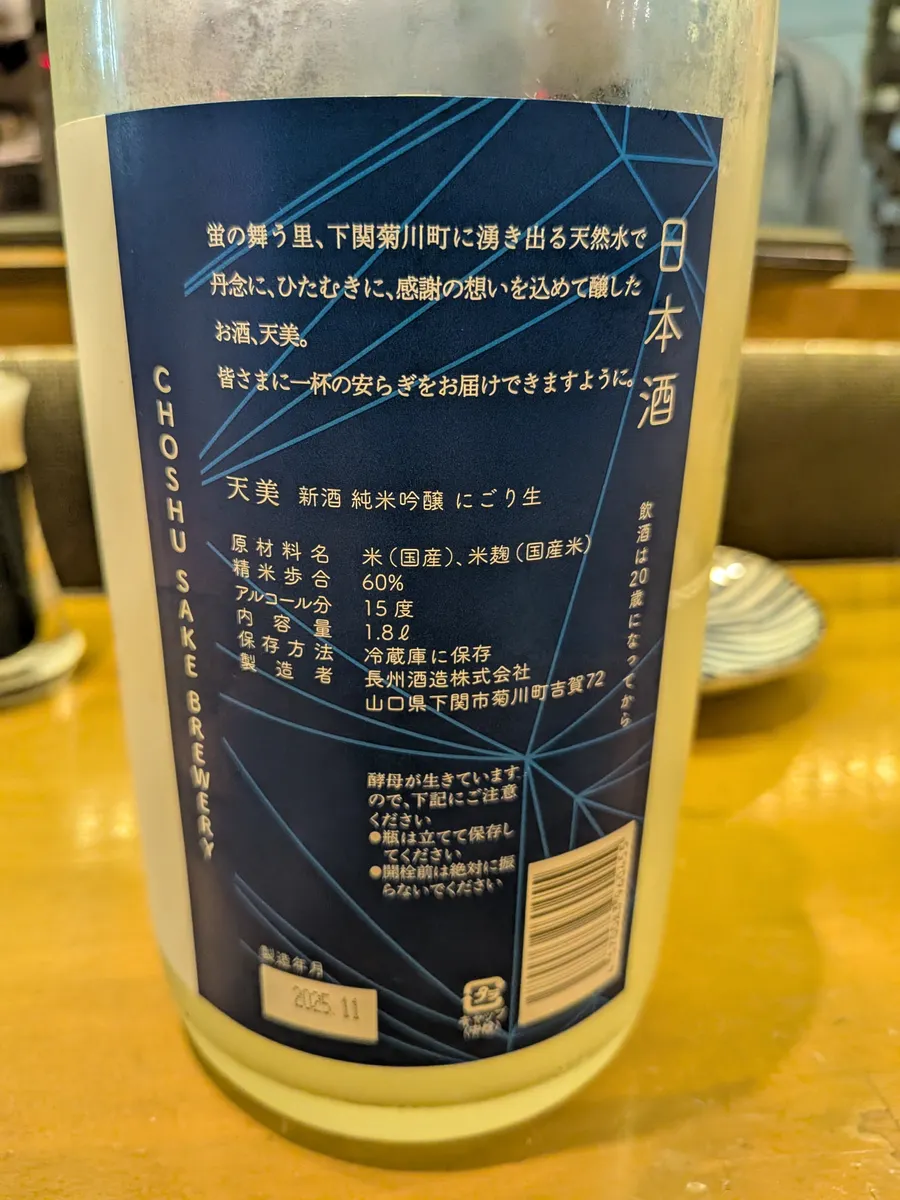 蛍の舞う里、下関菊川町に湧き出る天然水で
丹念に、ひたむきに、感謝の想いを込めて醸した
お酒、天美。
皆さまに一杯の安らぎをお届けできますように。
日本酒
飲酒は20歳になってから
CHOSHU SAKE BREWERY
天美 新酒 純米吟醸 にごり生
原材料名 米(国産)、米麹(国産米)
精米歩合 60%
アルコール分 15度
内容量 1.8ℓ
保存方法 冷蔵庫に保存
製造者 長州酒造株式会社
山口県下関市菊川町吉賀72
酵母が生きています
ので、下記にご注意
ください
●瓶は立てて保存し
てください
●開栓前は絶対に振
らないでください
製造年月
2025.11